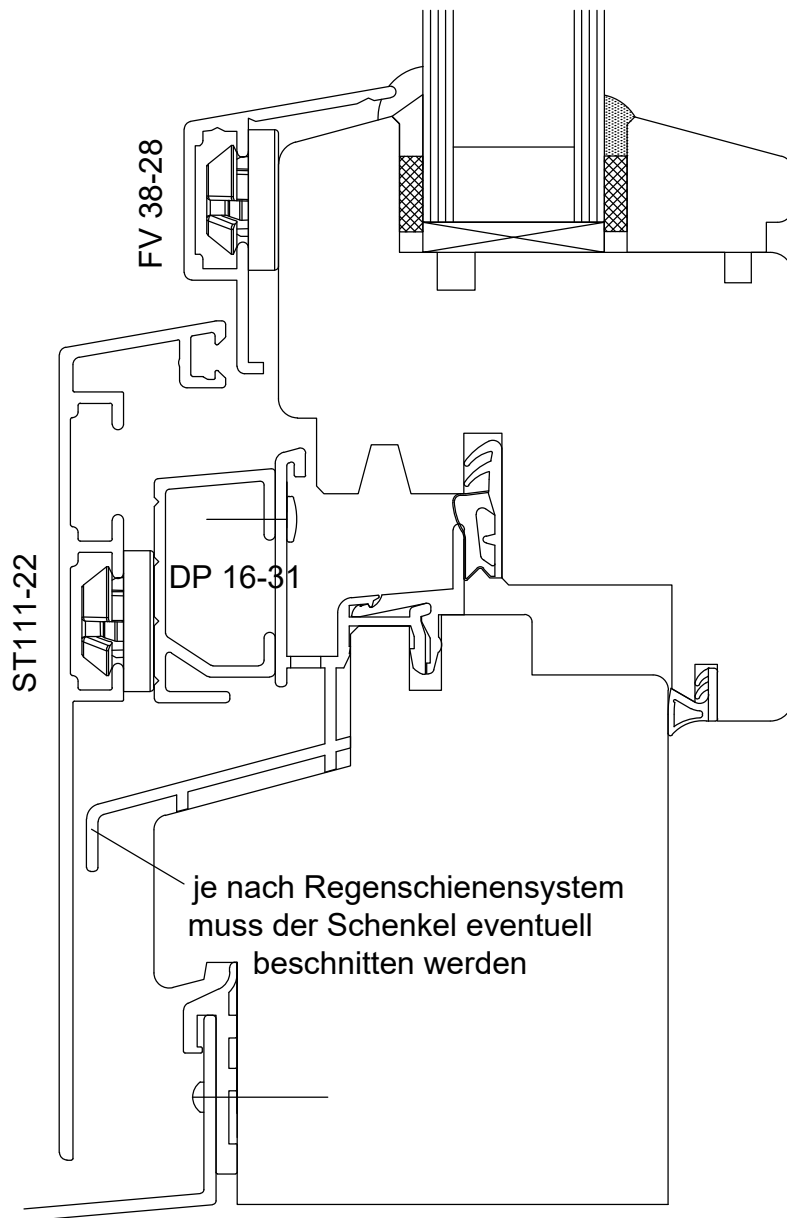 FV 38-28
ST111-22
DP 16-31
je nach Regenschienensystem
muss der Schenkel eventuell
beschnitten werden